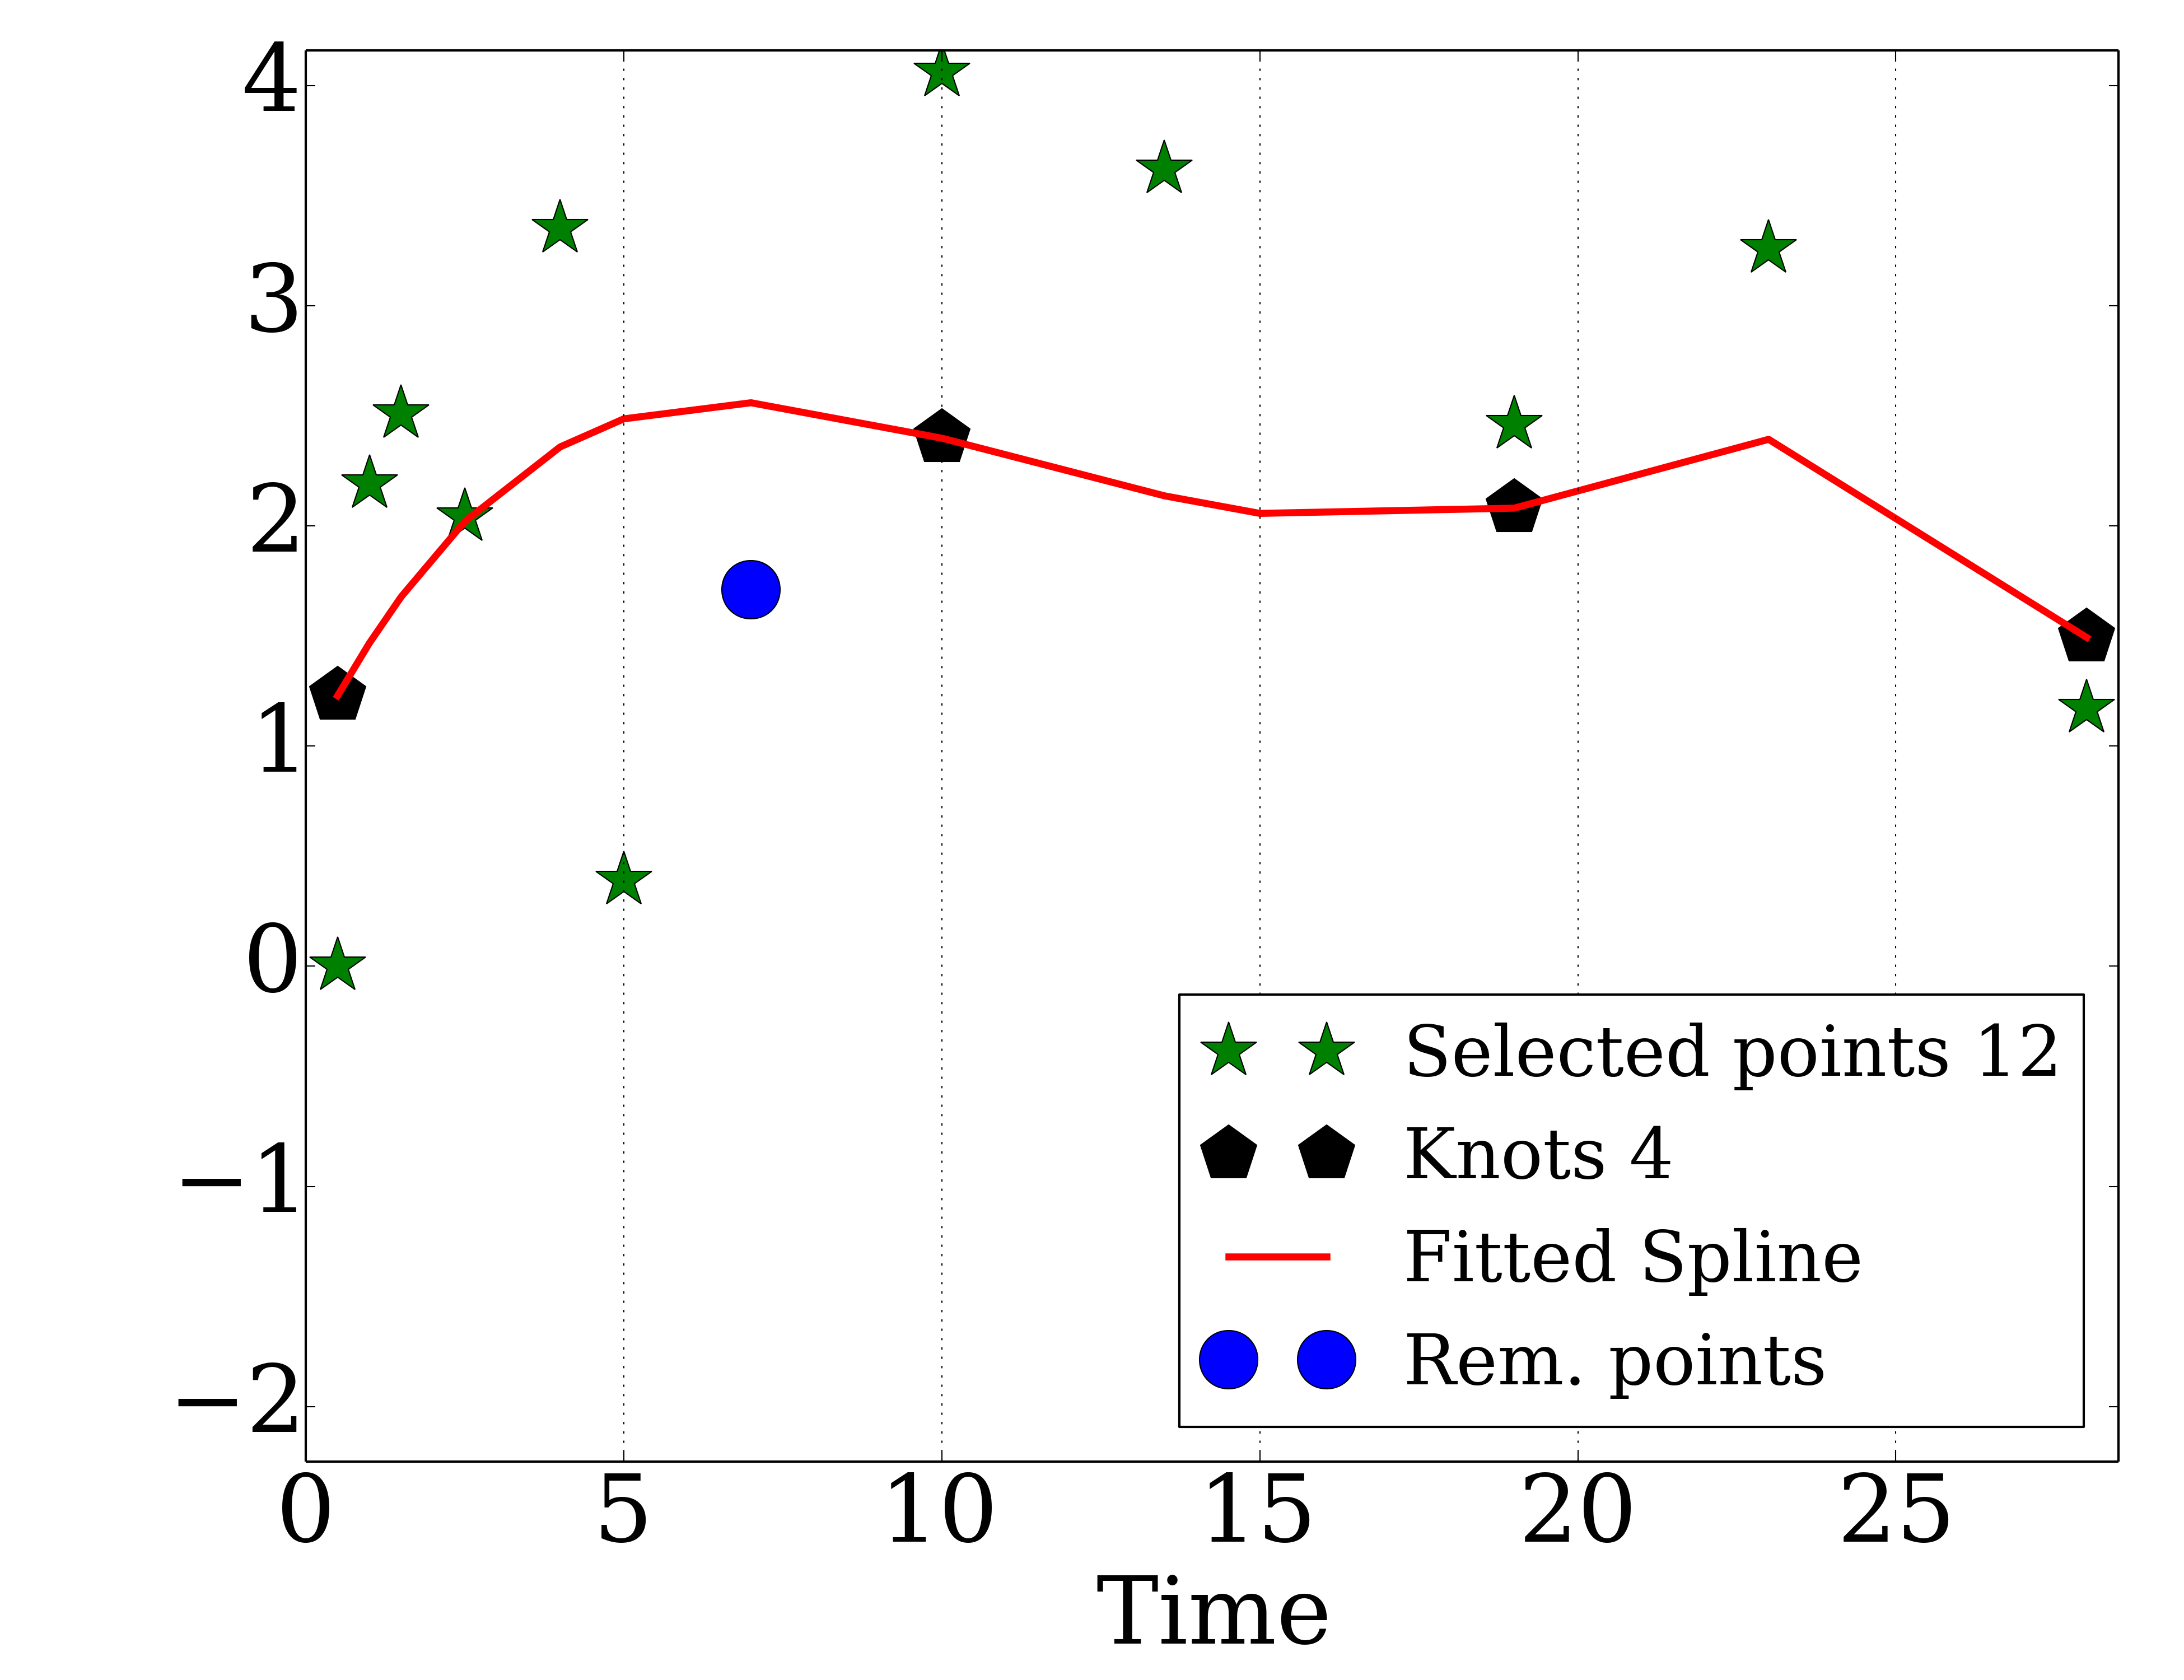 4
3
2
1
0
−1
−2
0 5 10 15 20 25
Time
Selected points 12
Knots 4
Fitted Spline
Rem. points